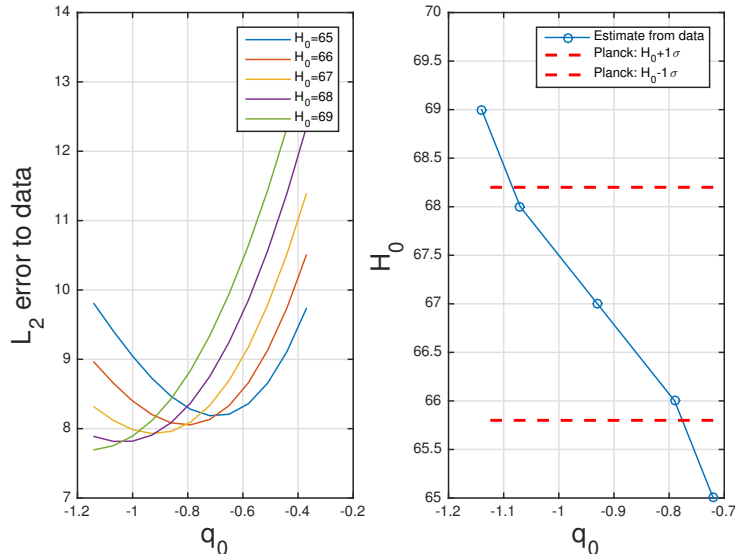 14
13
12
11
10
9
8
7
L₂ error to data
-1.2
-1
-0.8
-0.6
-0.4
-0.2
q₀
H₀=65
H₀=66
H₀=67
H₀=68
H₀=69
70
69.5
69
68.5
68
67.5
67
66.5
66
65.5
65
H₀
-1.2
-1.1
-1
-0.9
-0.8
-0.7
q₀
Estimate from data
Planck: H₀+1σ
Planck: H₀-1σ